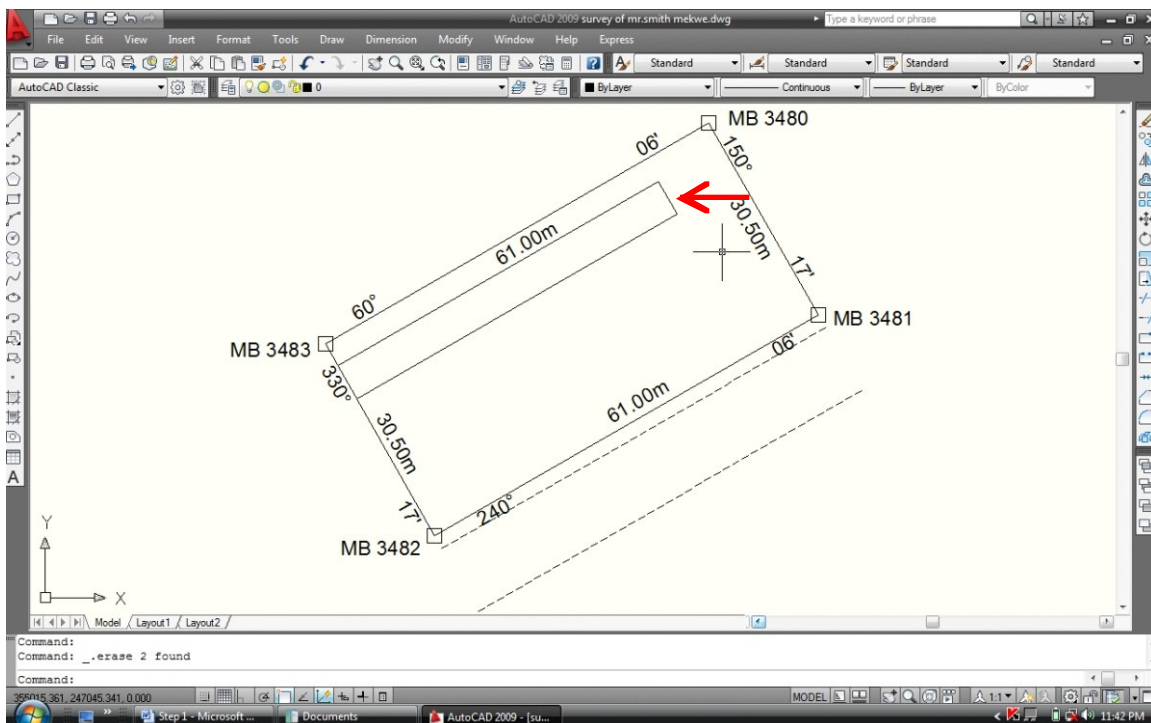 AutoCAD 2009 survey of mr.smith mekwe.dwg
Type a keyword or phrase
File Edit View Insert Format Tools Draw Dimension Modify Window Help Express
Standard Standard Standard Standard
AutoCAD Classic 0 ByLayer Continuous ByLayer ByColor
MB 3480
06'
150°
30.50m
61.00m
17'
60°
MB 3481
MB 3483
06'
330°
61.00m
30.50m
17'
240°
MB 3482
Y
X
Model Layout1 Layout2
Command:
Command: _.erase 2 found
Command:
355015.361, 247045.341, 0.000 MODEL 1:1
Step 1 - Microsoft ... Documents AutoCAD 2009 - [su... 11:42 PM